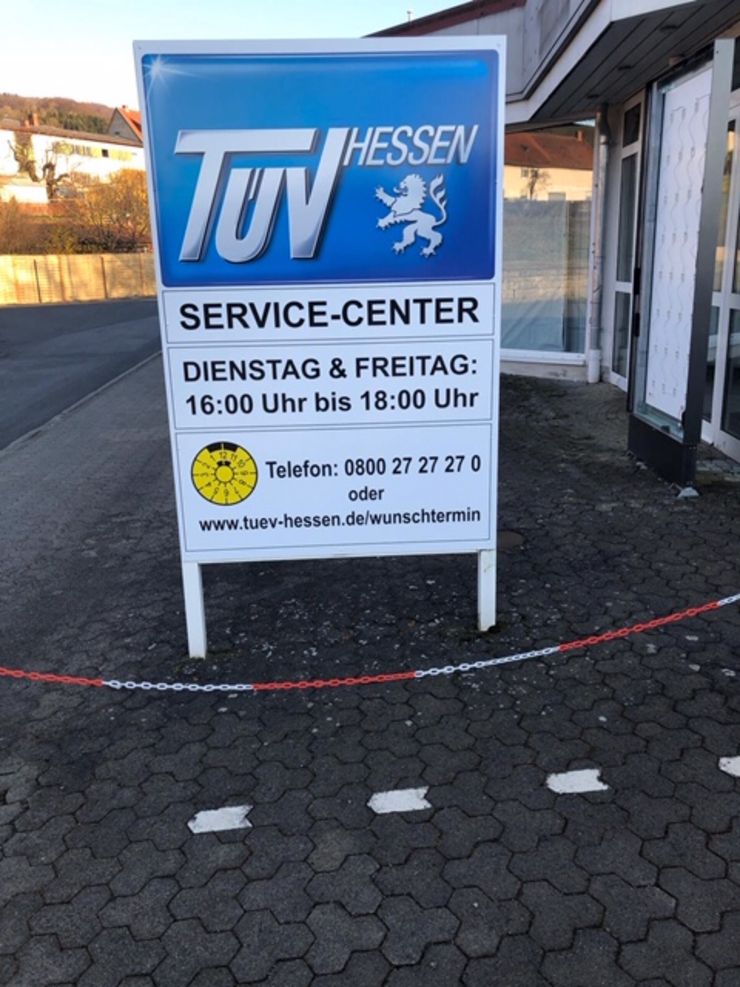 TÜV HESSEN
SERVICE-CENTER
DIENSTAG & FREITAG:
16:00 Uhr bis 18:00 Uhr
Telefon: 0800 27 27 27 0
oder
www.tuev-hessen.de/wunschtermin